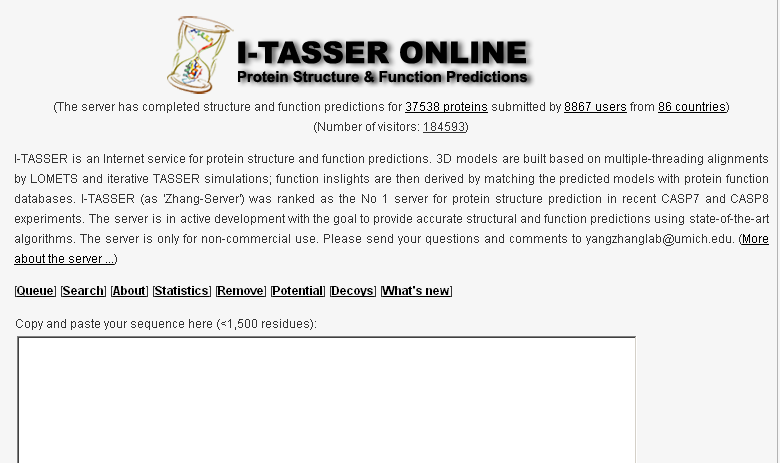 I-TASSER ONLINE
Protein Structure & Function Predictions
(The server has completed structure and function predictions for 37538 proteins submitted by 8867 users from 86 countries)
(Number of visitors: 184593)
I-TASSER is an Internet service for protein structure and function predictions. 3D models are built based on multiple-threading alignments
by LOMETS and iterative TASSER simulations; function inslights are then derived by matching the predicted models with protein function
databases. I-TASSER (as 'Zhang-Server') was ranked as the No 1 server for protein structure prediction in recent CASP7 and CASP8
experiments. The server is in active development with the goal to provide accurate structural and function predictions using state-of-the-art
algorithms. The server is only for non-commercial use. Please send your questions and comments to yangzhanglab@umich.edu. (More
about the server ...)
[Queue] [Search] [About] [Statistics] [Remove] [Potential] [Decoys] [What's new]
Copy and paste your sequence here (<1,500 residues):